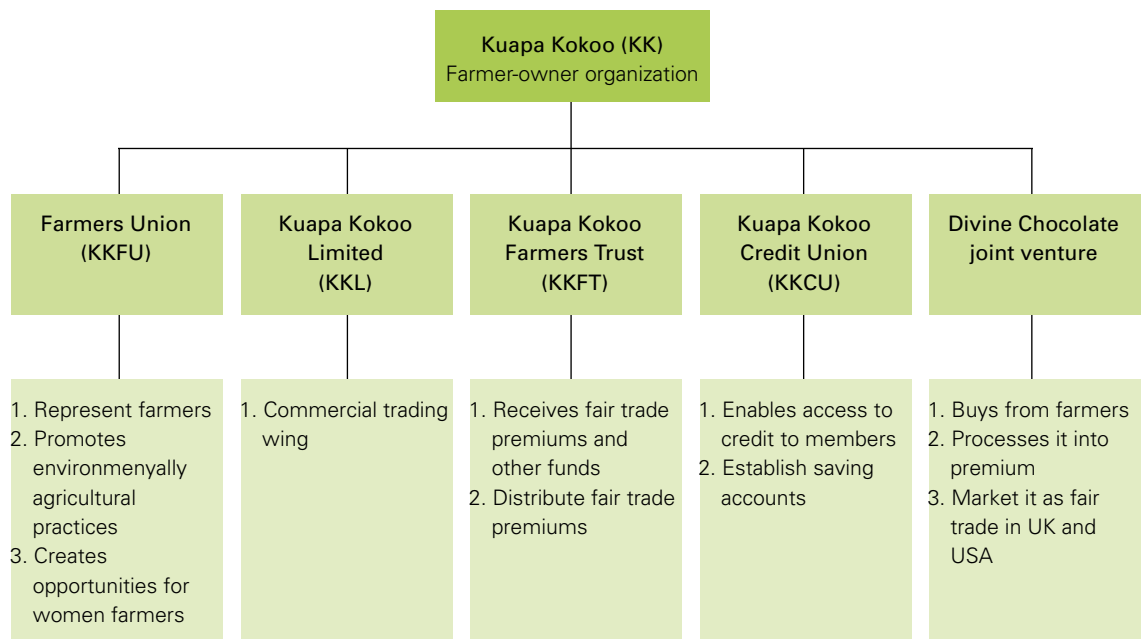 Kuapa Kokoo (KK)
Farmer-owner organization
Farmers Union
(KKFU)
Kuapa Kokoo
Limited
(KKL)
Kuapa Kokoo
Farmers Trust
(KKFT)
Kuapa Kokoo
Credit Union
(KKCU)
Divine Chocolate
joint venture
1. Represent farmers
2. Promotes
environmenyally
agricultural
practices
3. Creates
opportunities for
women farmers
1. Commercial trading
wing
1. Receives fair trade
premiums and
other funds
2. Distribute fair trade
premiums
1. Enables access to
credit to members
2. Establish saving
accounts
1. Buys from farmers
2. Processes it into
premium
3. Market it as fair
trade in UK and
USA